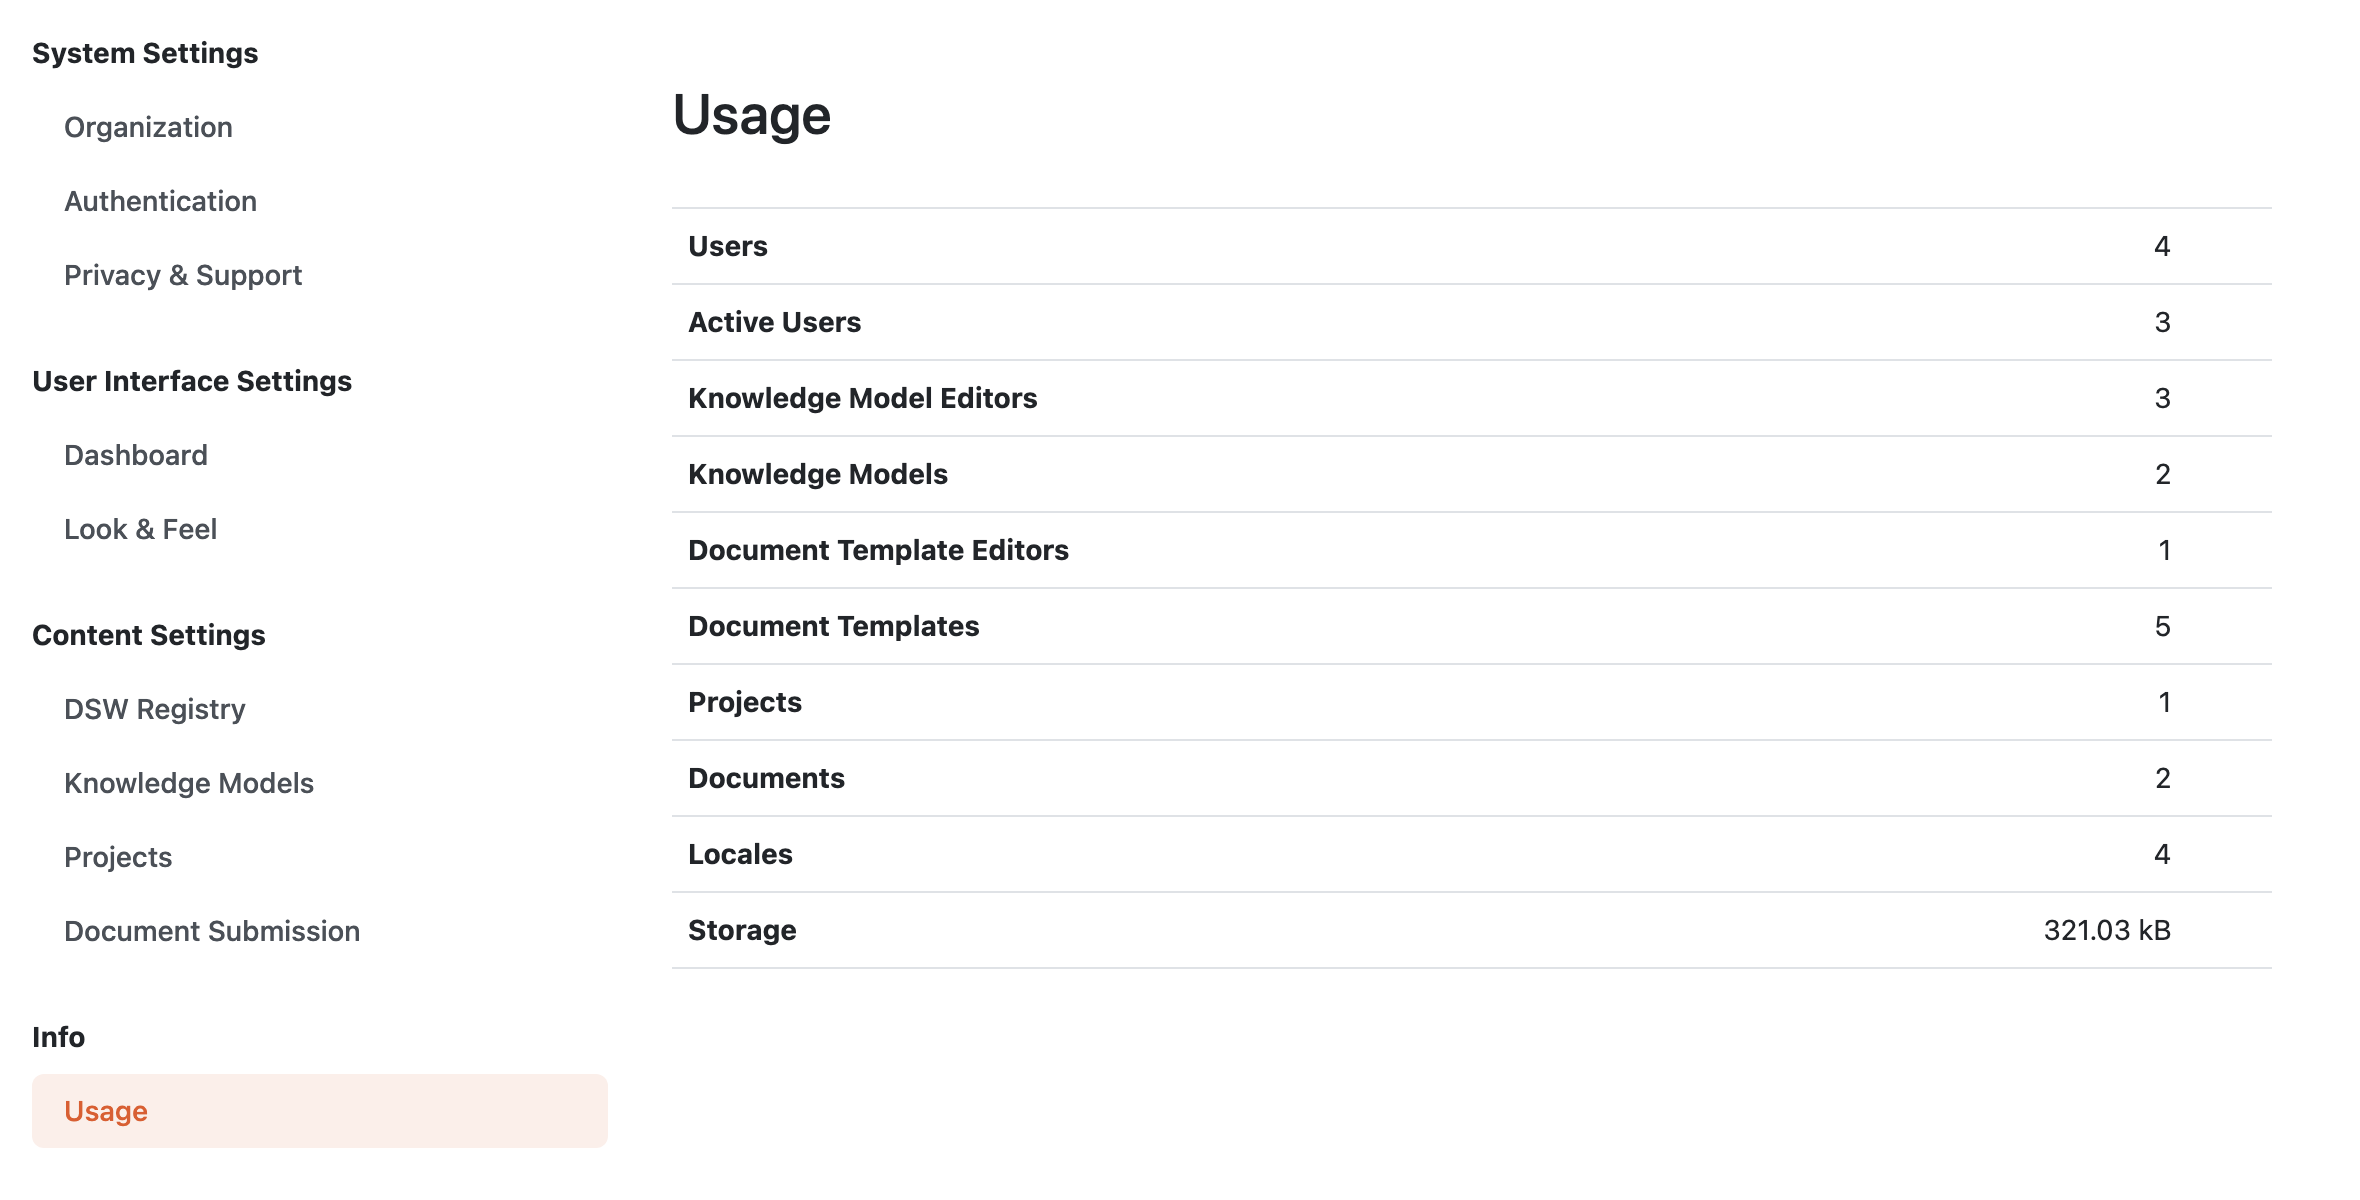 System Settings
Organization
Authentication
Privacy & Support
User Interface Settings
Dashboard
Look & Feel
Content Settings
DSW Registry
Knowledge Models
Projects
Document Submission
Info
Usage
Usage
Users 4
Active Users 3
Knowledge Model Editors 3
Knowledge Models 2
Document Template Editors 1
Document Templates 5
Projects 1
Documents 2
Locales 4
Storage 321.03 kB